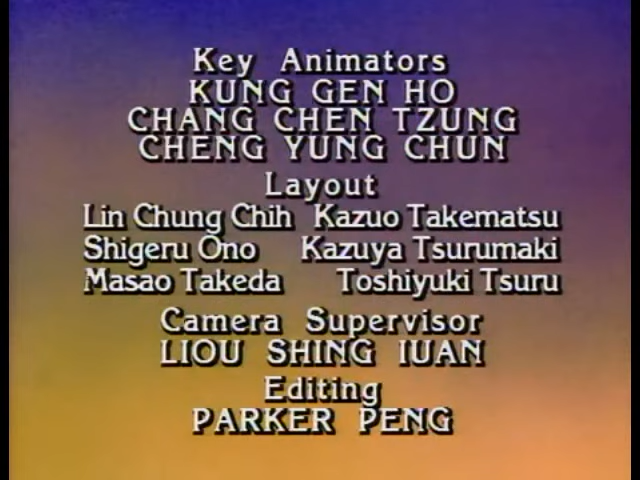 Key Animators
KUNG GEN HO
CHANG CHEN TZUNG
CHENG YUNG CHUN
Layout
Lin Chung Chih Kazuo Takematsu
Shigeru Ono Kazuya Tsurumaki
Masao Takeda Toshiyuki Tsuru
Camera Supervisor
LIOU SHING IUAN
Editing
PARKER PENG